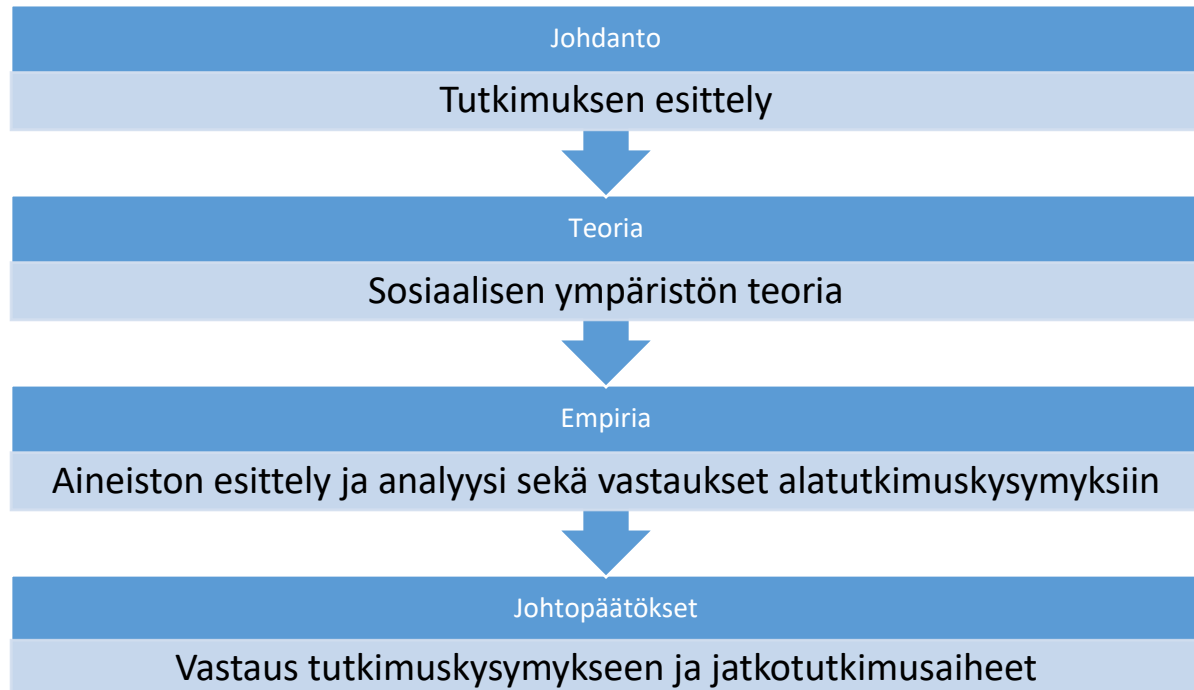 Johdanto
Tutkimuksen esittely
Teoria
Sosiaalisen ympäristön teoria
Empiria
Aineiston esittely ja analyysi sekä vastaukset alatutkimuskysymyksiin
Johtopäätökset
Vastaus tutkimuskysymykseen ja jatkotutkimusaiheet